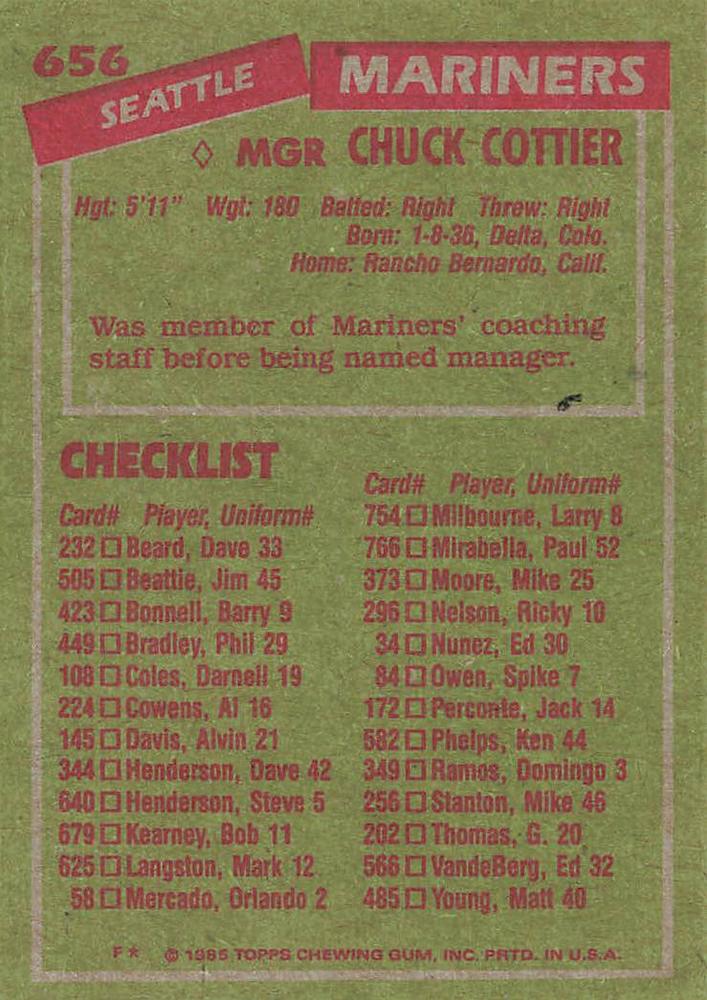 656
SEATTLE MARINERS
◇ MGR CHUCK COTTIER
Hgt: 5'11" Wgt: 180 Batted: Right Threw: Right
Born: 1-8-36, Delta, Colo.
Home: Rancho Bernardo, Calif.
Was member of Mariners' coaching
staff before being named manager.
CHECKLIST
Card# Player, Uniform#
232 ☐ Beard, Dave 33
505 ☐ Beattie, Jim 45
423 ☐ Bonnell, Barry 9
449 ☐ Bradley, Phil 29
108 ☐ Coles, Darnell 19
224 ☐ Cowens, Al 16
145 ☐ Davis, Alvin 21
344 ☐ Henderson, Dave 42
640 ☐ Henderson, Steve 5
679 ☐ Kearney, Bob 11
625 ☐ Langston, Mark 12
58 ☐ Mercado, Orlando 2
Card# Player, Uniform#
754 ☐ Milbourne, Larry 8
766 ☐ Mirabella, Paul 52
373 ☐ Moore, Mike 25
296 ☐ Nelson, Ricky 10
34 ☐ Nunez, Ed 30
84 ☐ Owen, Spike 7
172 ☐ Perconte, Jack 14
582 ☐ Phelps, Ken 44
349 ☐ Ramos, Domingo 3
256 ☐ Stanton, Mike 46
202 ☐ Thomas, G. 20
566 ☐ VandeBerg, Ed 32
485 ☐ Young, Matt 40
F* © 1985 TOPPS CHEWING GUM, INC. PRTD. IN U.S.A.